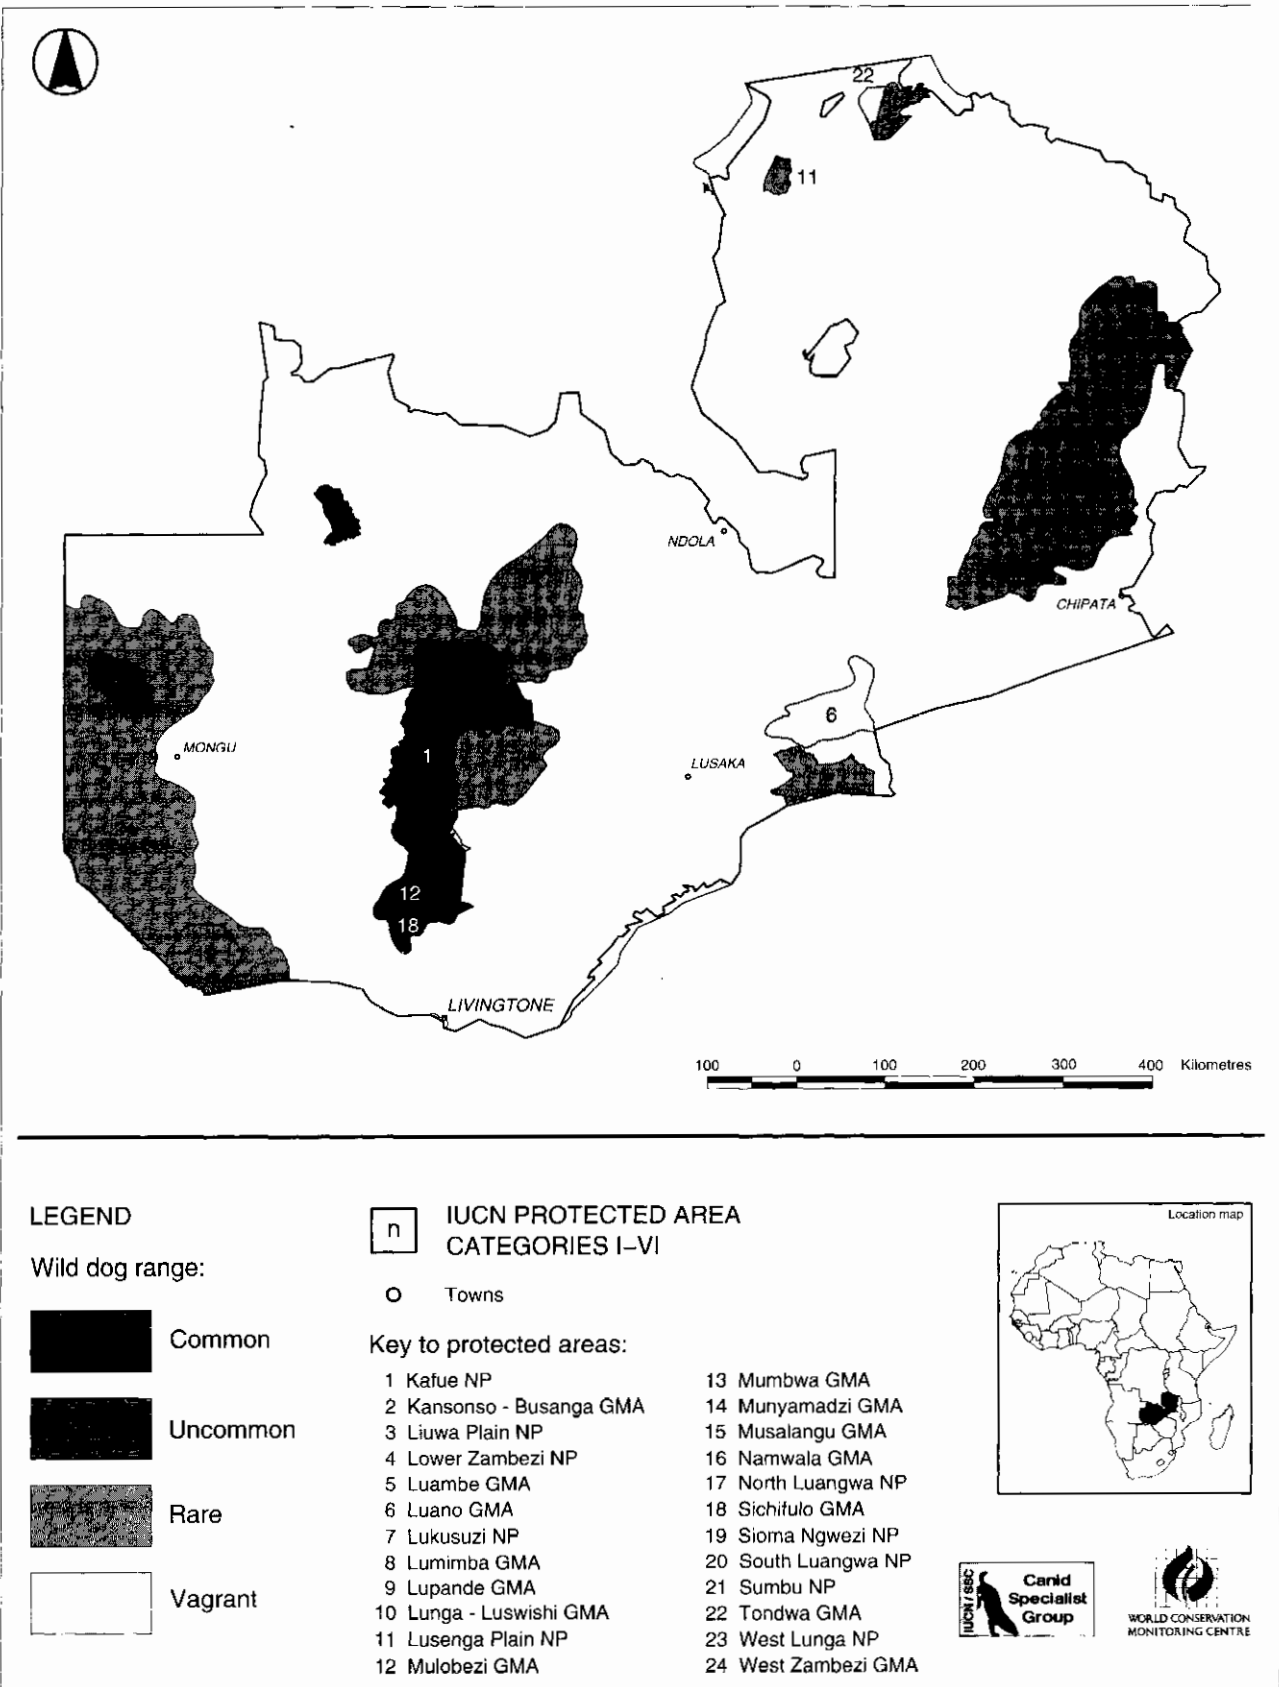 22
11
NDOLA
CHIPATA
6
MONGU
1
LUSAKA
12
18
LIVINGTONE
100 0 100 200 300 400 Kilometres
LEGEND
Wild dog range:
Common
Uncommon
Rare
Vagrant
n
IUCN PROTECTED AREA
CATEGORIES I–VI
Towns
Key to protected areas:
1 Kafue NP
2 Kansonso - Busanga GMA
3 Liuwa Plain NP
4 Lower Zambezi NP
5 Luambe GMA
6 Luano GMA
7 Lukusuzi NP
8 Lumimba GMA
9 Lupande GMA
10 Lunga - Luswishi GMA
11 Lusenga Plain NP
12 Mulobezi GMA
13 Mumbwa GMA
14 Munyamadzi GMA
15 Musalangu GMA
16 Namwala GMA
17 North Luangwa NP
18 Sichifulo GMA
19 Sioma Ngwezi NP
20 South Luangwa NP
21 Sumbu NP
22 Tondwa GMA
23 West Lunga NP
24 West Zambezi GMA
Location map
IUCN / SSC
Canid
Specialist
Group
WORLD CONSERVATION
MONITORING CENTRE